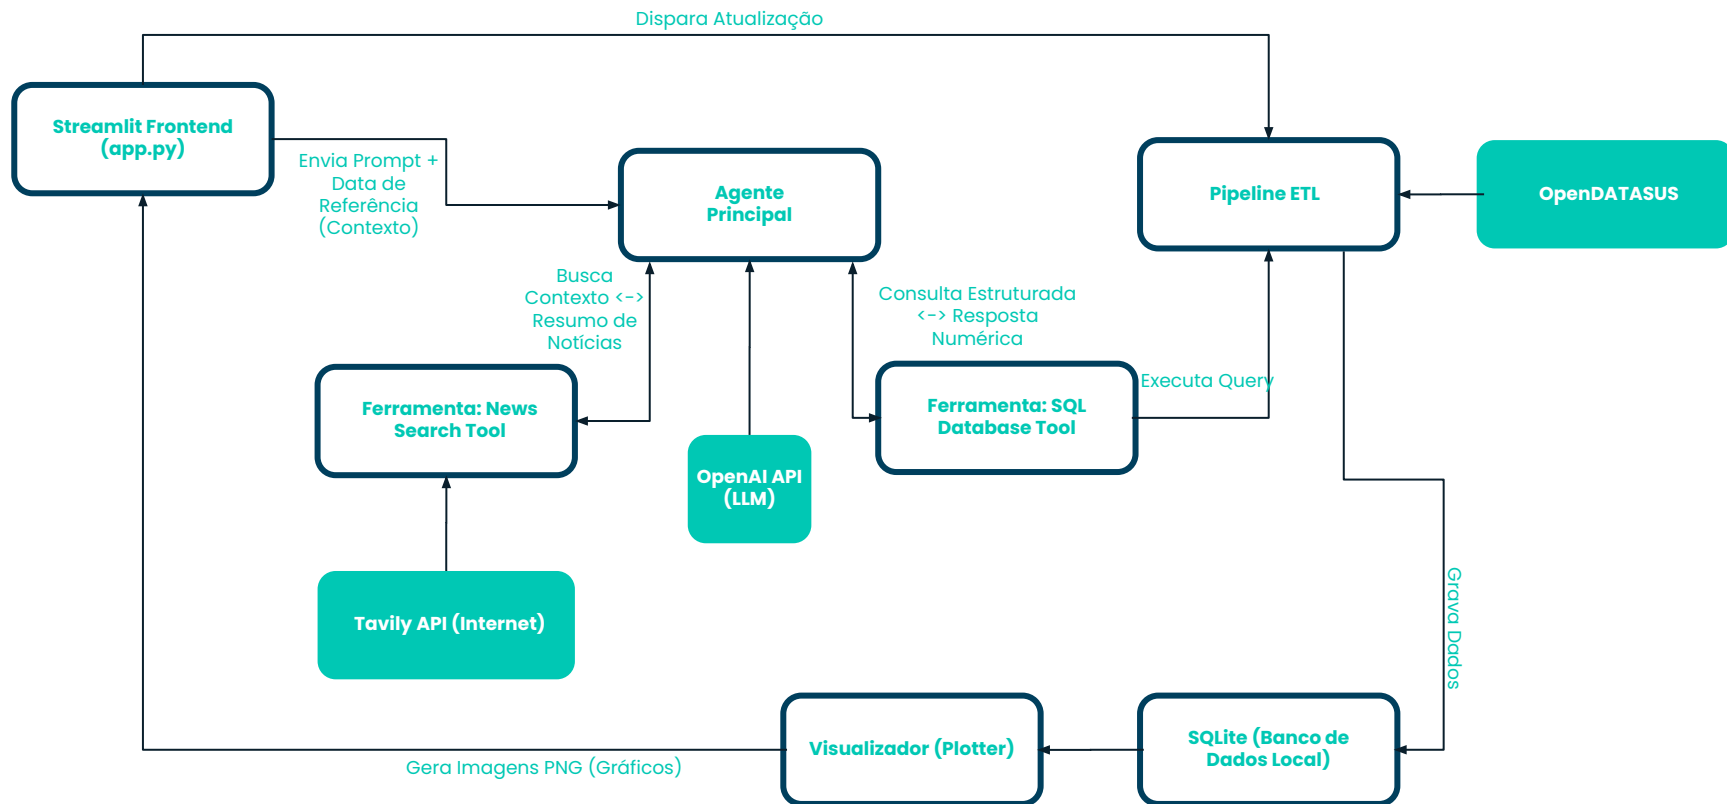 Dispara Atualização
Streamlit Frontend
(app.py)
Envia Prompt +
Data de
Referência
(Contexto)
Agente
Principal
Pipeline ETL
OpenDATASUS
Busca
Contexto <->
Resumo de
Notícias
Consulta Estruturada
<-> Resposta
Numérica
Executa Query
Ferramenta: News
Search Tool
Ferramenta: SQL
Database Tool
OpenAI API
(LLM)
Tavily API (Internet)
Grava Dados
Visualizador (Plotter)
SQLite (Banco de
Dados Local)
Gera Imagens PNG (Gráficos)